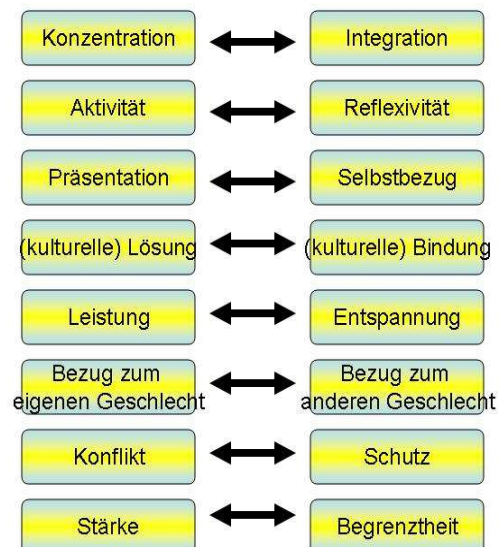 Konzentration Integration
Aktivität Reflexivität
Präsentation Selbstbezug
(kulturelle) Lösung (kulturelle) Bindung
Leistung Entspannung
Bezug zum Bezug zum
eigenen Geschlecht anderen Geschlecht
Konflikt Schutz
Stärke Begrenztheit